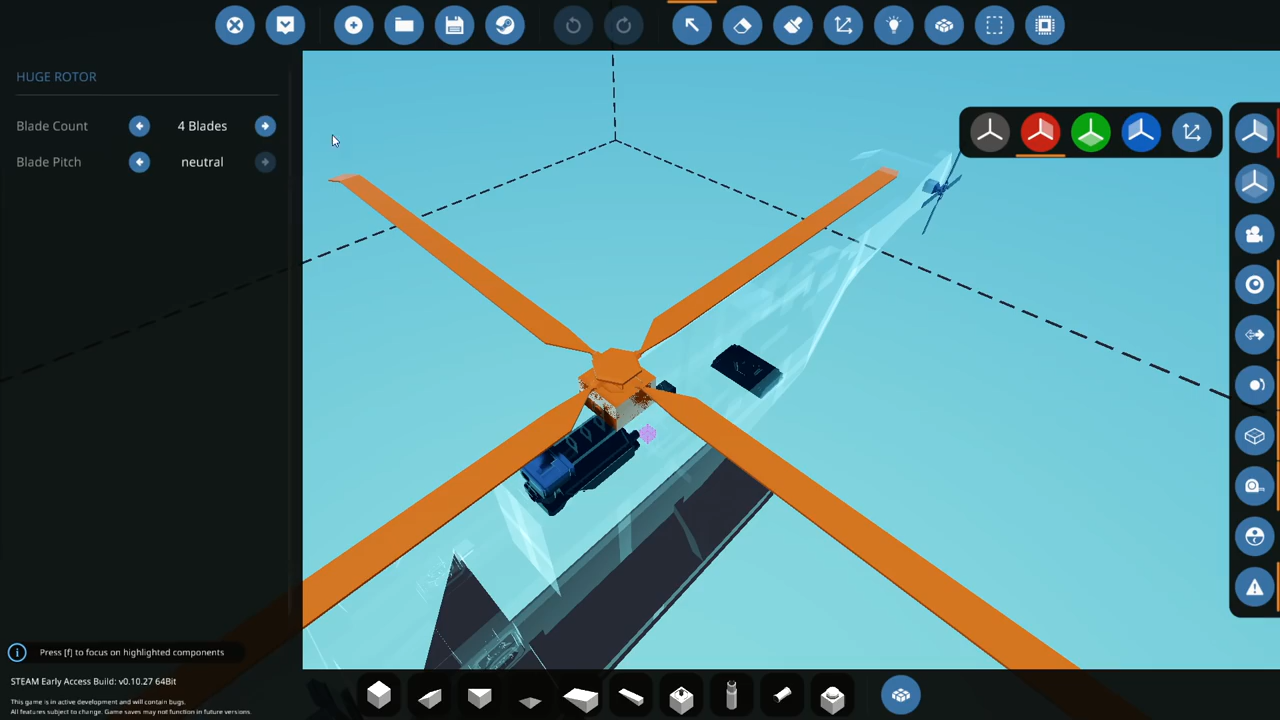 HUGE ROTOR
Blade Count
4 Blades
Blade Pitch
neutral
Press [f] to focus on highlighted components
STEAM Early Access Build: v0.10.27 64Bit
This game is in active development and will contain bugs.
All features subject to change. Game saves may not function in future versions.